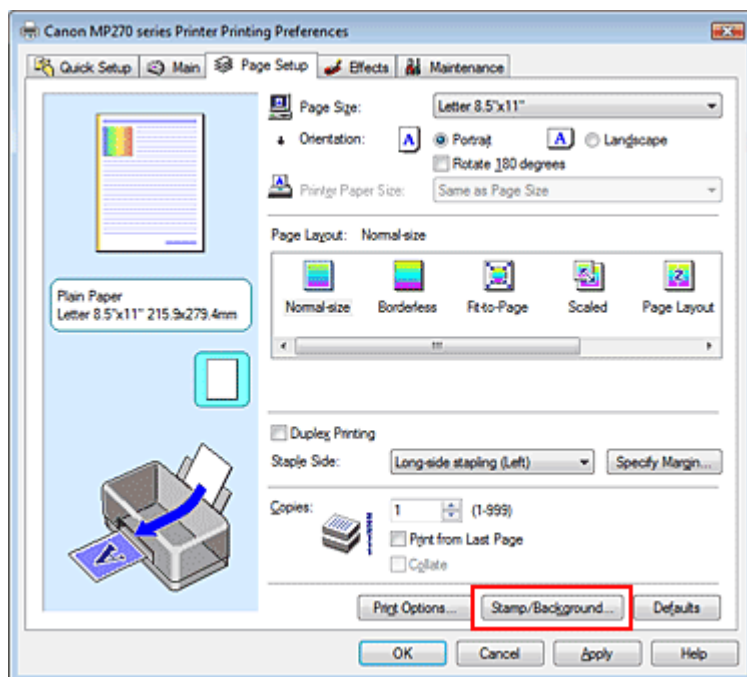 Canon MP270 series Printer Printing Preferences
Quick Setup Main Page Setup Effects Maintenance
Page Size: Letter 8.5"x11"
Orientation: A Portrait A Landscape
Rotate 180 degrees
Printer Paper Size: Same as Page Size
Page Layout: Normal-size
Plain Paper
Letter 8.5"x11" 215.9x279.4mm
Normal-size Borderless Fit-to-Page Scaled Page Layout
Duplex Printing
Staple Side: Long-side stapling (Left) Specify Margin...
Copies: 1 (1-999)
Print from Last Page
Collate
Print Options... Stamp/Background... Defaults
OK Cancel Apply Help